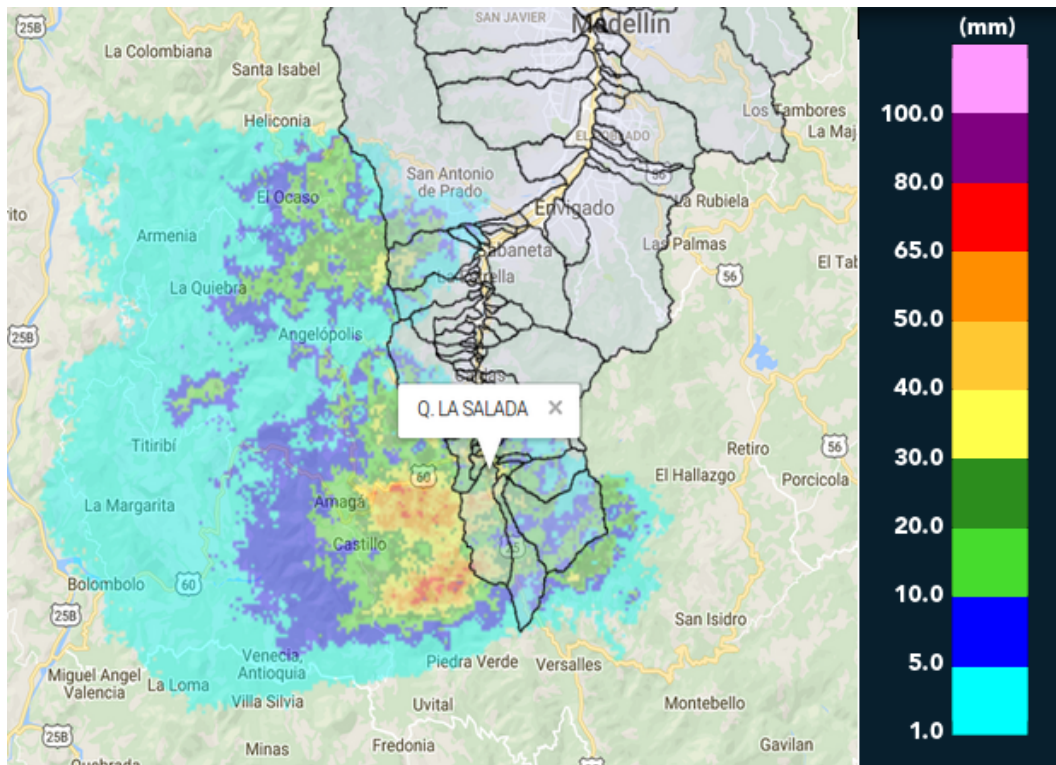 25B
SAN JAVIER
Medellín
La Colombiana
Santa Isabel
Heliconia
Los Tambores
La Maj
EL POBLADO
San Antonio
de Prado
56
El Ocaso
rito
Envigado
La Rubiela
Armenia
Sabaneta
Las Palmas
El Tab
56
La Quiebra
La Estrella
25B
Angelópolis
Caldas
Q. LA SALADA ×
Titiribí
Retiro
56
60
El Hallazgo
Porcicola
La Margarita
Amagá
Castillo
25
Bolombolo
60
25B
San Isidro
Miguel Angel
Valencia
Venecia,
Antioquia
Piedra Verde
Versalles
La Loma
Villa Silvia
Uvital
Montebello
25B
Minas
Fredonia
56
Gavilan
Quebrada
(mm)
100.0
80.0
65.0
50.0
40.0
30.0
20.0
10.0
5.0
1.0